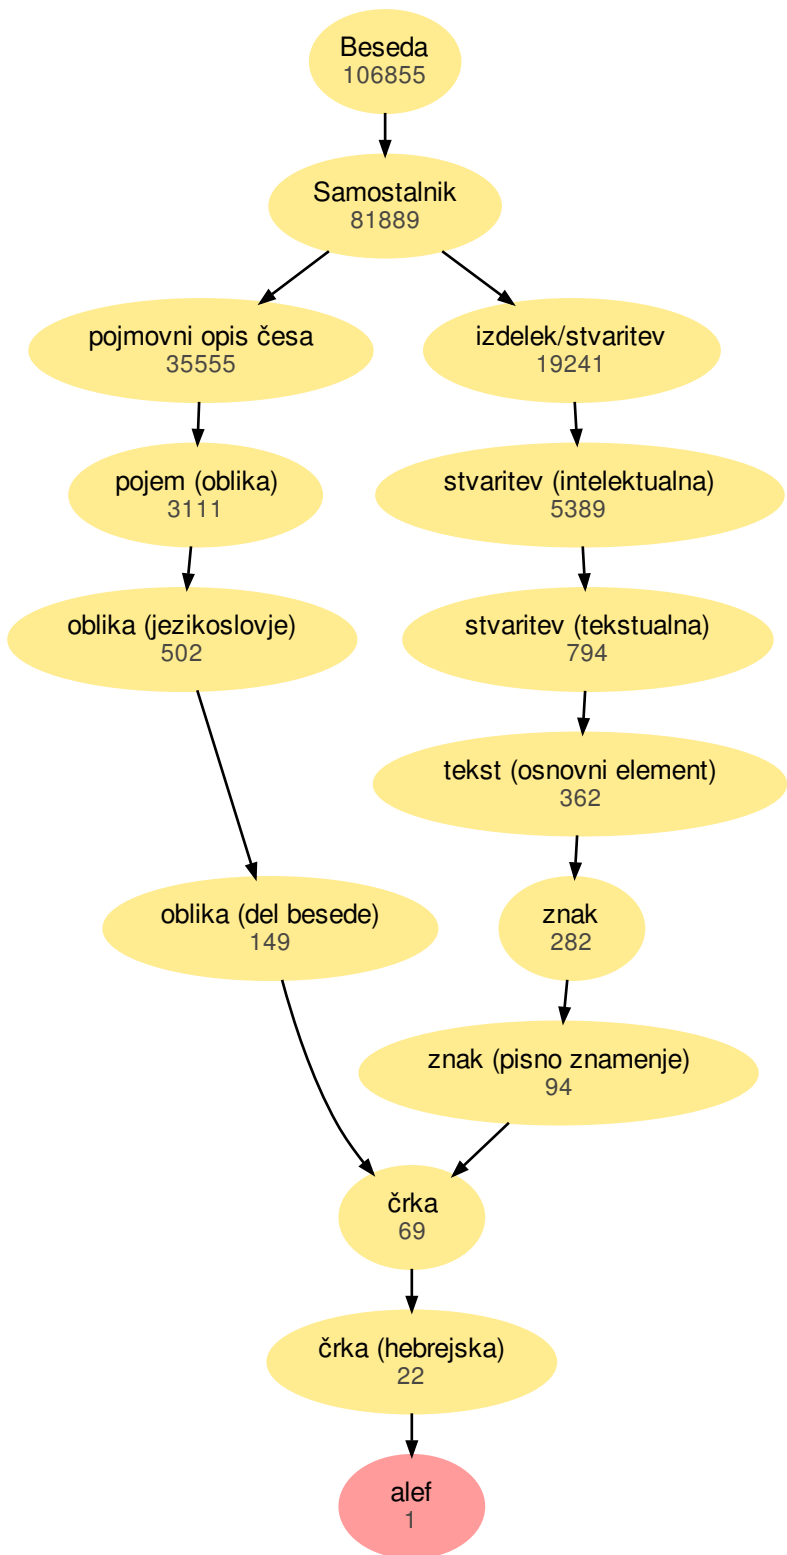 Beseda
106855
Samostalnik
81889
pojmovni opis česa
35555
izdelek/stvaritev
19241
pojem (oblika)
3111
stvaritev (intelektualna)
5389
oblika (jezikoslovje)
502
stvaritev (tekstualna)
794
tekst (osnovni element)
362
oblika (del besede)
149
znak
282
znak (pisno znamenje)
94
črka
69
črka (hebrejska)
22
alef
1